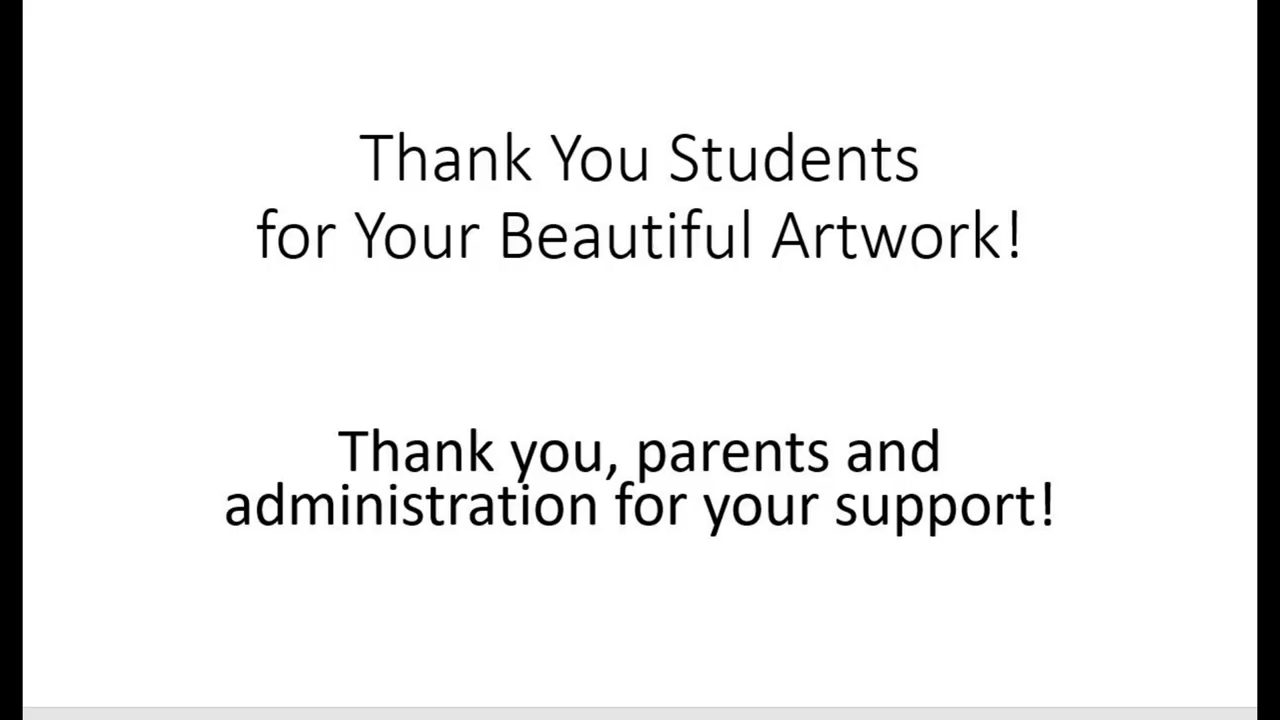 Thank You Students
for Your Beautiful Artwork!
Thank you, parents and
administration for your support!